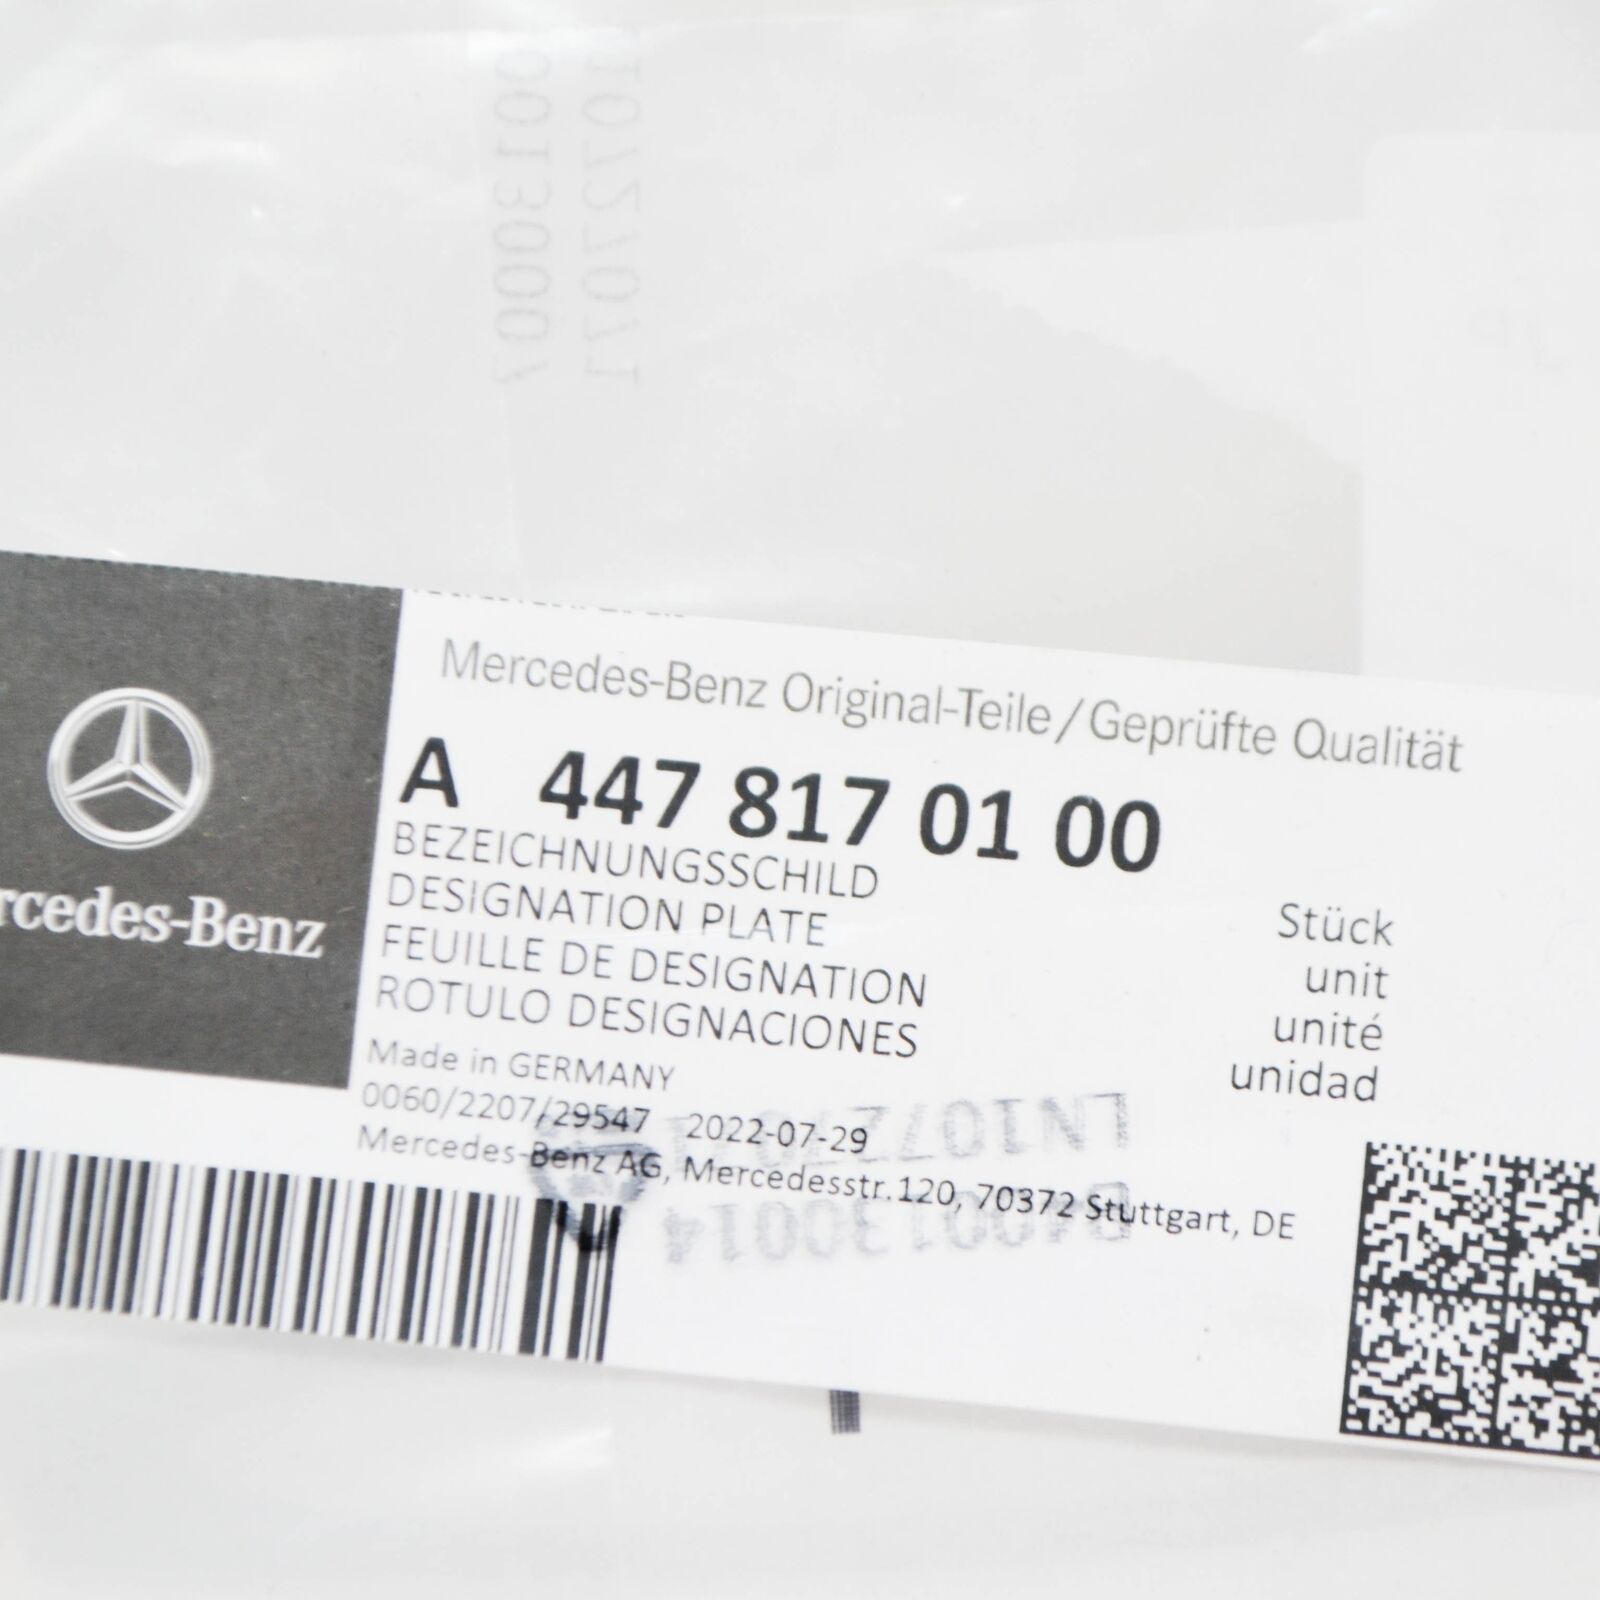 Mercedes-Benz Original-Teile/Geprüfte Qualität
A 447 817 01 00
BEZEICHNUNGSSCHILD
DESIGNATION PLATE
FEUILLE DE DESIGNATION
ROTULO DESIGNACIONES
Stück
unit
unité
unidad
Made in GERMANY
0060/2207/29547 2022-07-29
Mercedes-Benz AG, Mercedesstr.120, 70372 Stuttgart, DE
rcedes-Benz